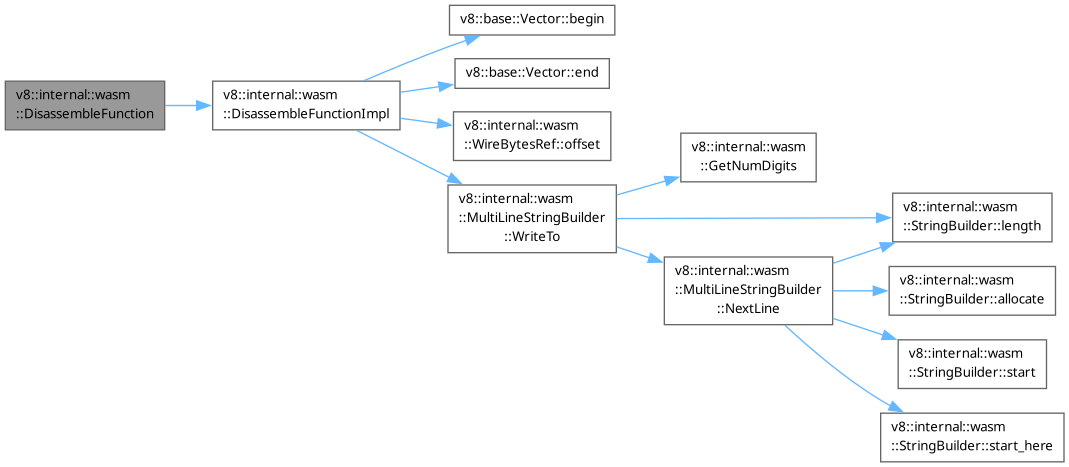 v8::internal::wasm
::DisassembleFunction
v8::internal::wasm
::DisassembleFunctionImpl
v8::base::Vector::begin
v8::base::Vector::end
v8::internal::wasm
::WireBytesRef::offset
v8::internal::wasm
::MultiLineStringBuilder
::WriteTo
v8::internal::wasm
::GetNumDigits
v8::internal::wasm
::MultiLineStringBuilder
::NextLine
v8::internal::wasm
::StringBuilder::length
v8::internal::wasm
::StringBuilder::allocate
v8::internal::wasm
::StringBuilder::start
v8::internal::wasm
::StringBuilder::start_here